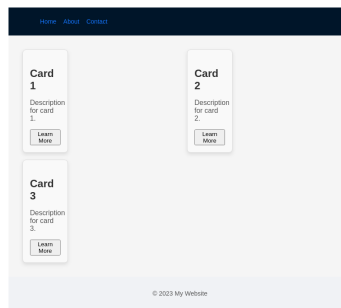 Home About Contact
Card
1
Description
for card
1.
Learn
More
Card
2
Description
for card
2.
Learn
More
Card
3
Description
for card
3.
Learn
More
© 2023 My Website